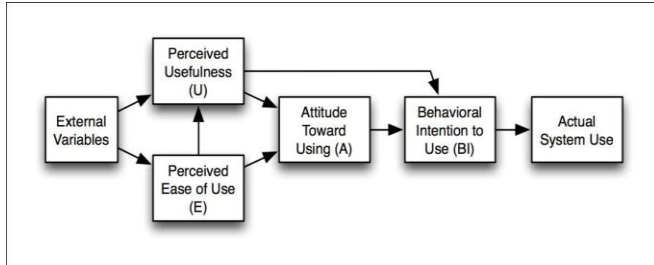 External
Variables
Perceived
Usefulness
(U)
Perceived
Ease of Use
(E)
Attitude
Toward
Using (A)
Behavioral
Intention to
Use (BI)
Actual
System Use